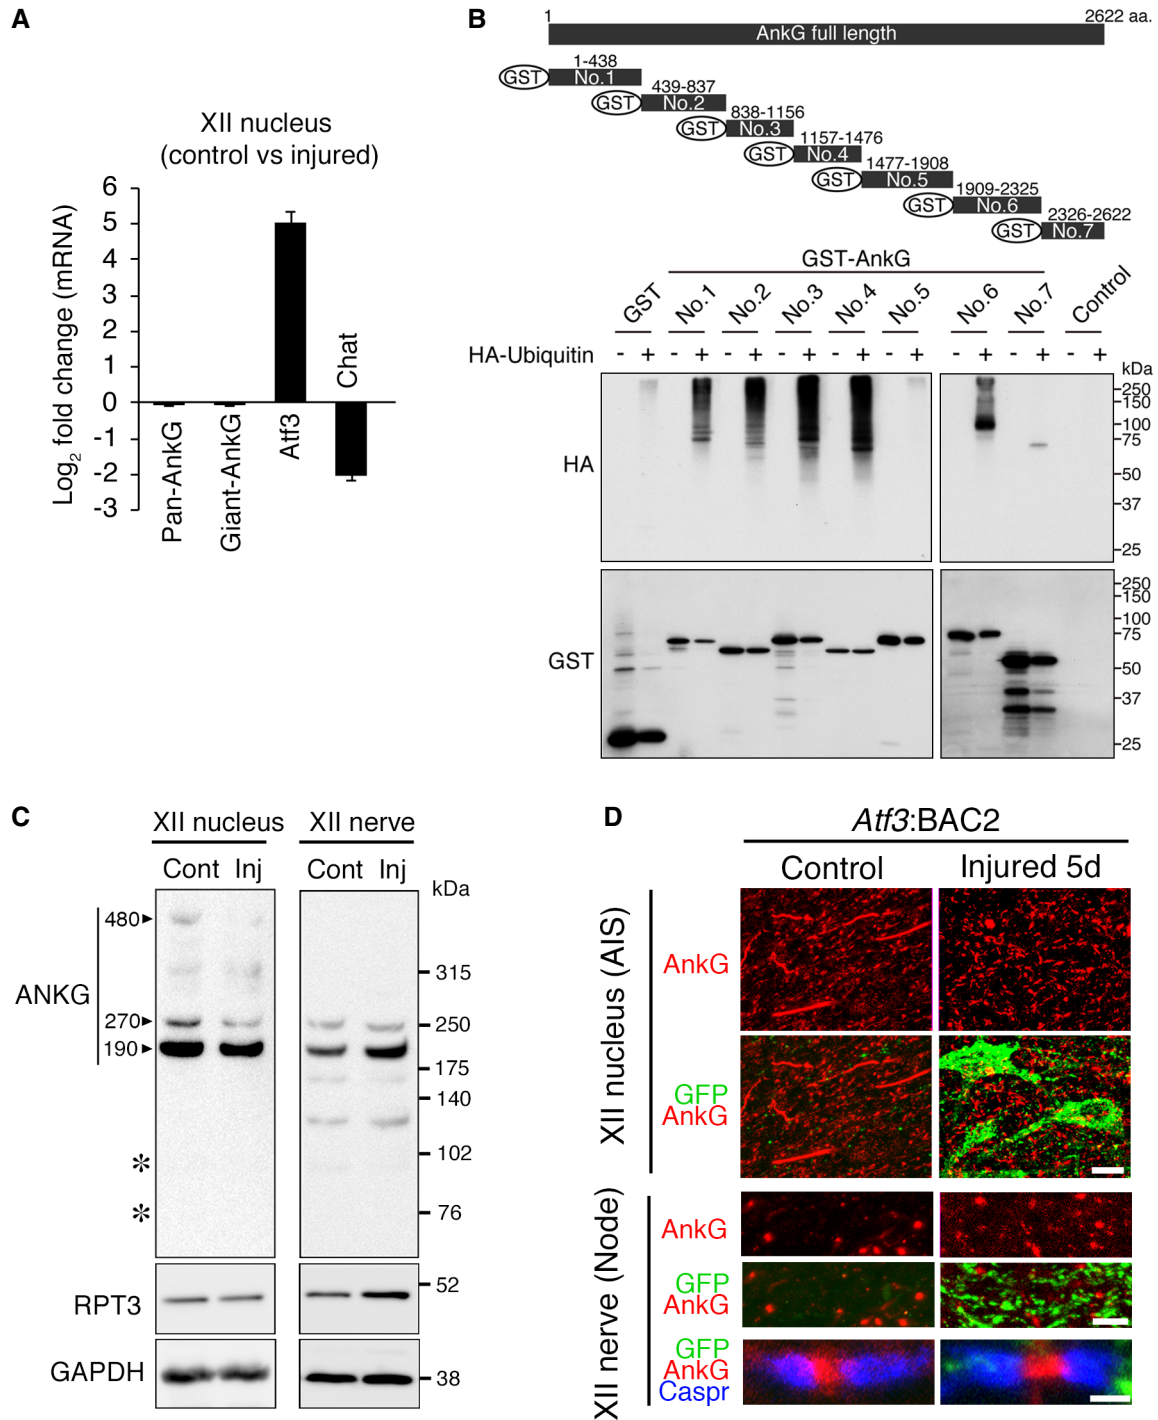 A
XII nucleus
(control vs injured)
Log2 fold change (mRNA)
6
5
4
3
2
1
0
-1
-2
-3
Pan-AnkG
Giant-AnkG
Atf3
Chat
B
1
2622 aa.
AnkG full length
1-438
GST No.1
439-837
GST No.2
838-1156
GST No.3
1157-1476
GST No.4
1477-1908
GST No.5
1909-2325
GST No.6
2326-2622
GST No.7
GST-AnkG
GST No.1 No.2 No.3 No.4 No.5 No.6 No.7 Control
HA-Ubiquitin - + - + - + - + - + - + - + - + - +
kDa
HA
250
150
100
75
50
37
25
GST
250
150
100
75
50
37
25
C
XII nucleus XII nerve
Cont Inj Cont Inj
kDa
ANKG
480
270
190
*
*
315
250
175
140
102
76
RPT3
52
GAPDH
38
D
Atf3:BAC2
Control Injured 5d
XII nucleus (AIS)
AnkG
GFP
AnkG
XII nerve (Node)
AnkG
GFP
AnkG
GFP
AnkG
Caspr